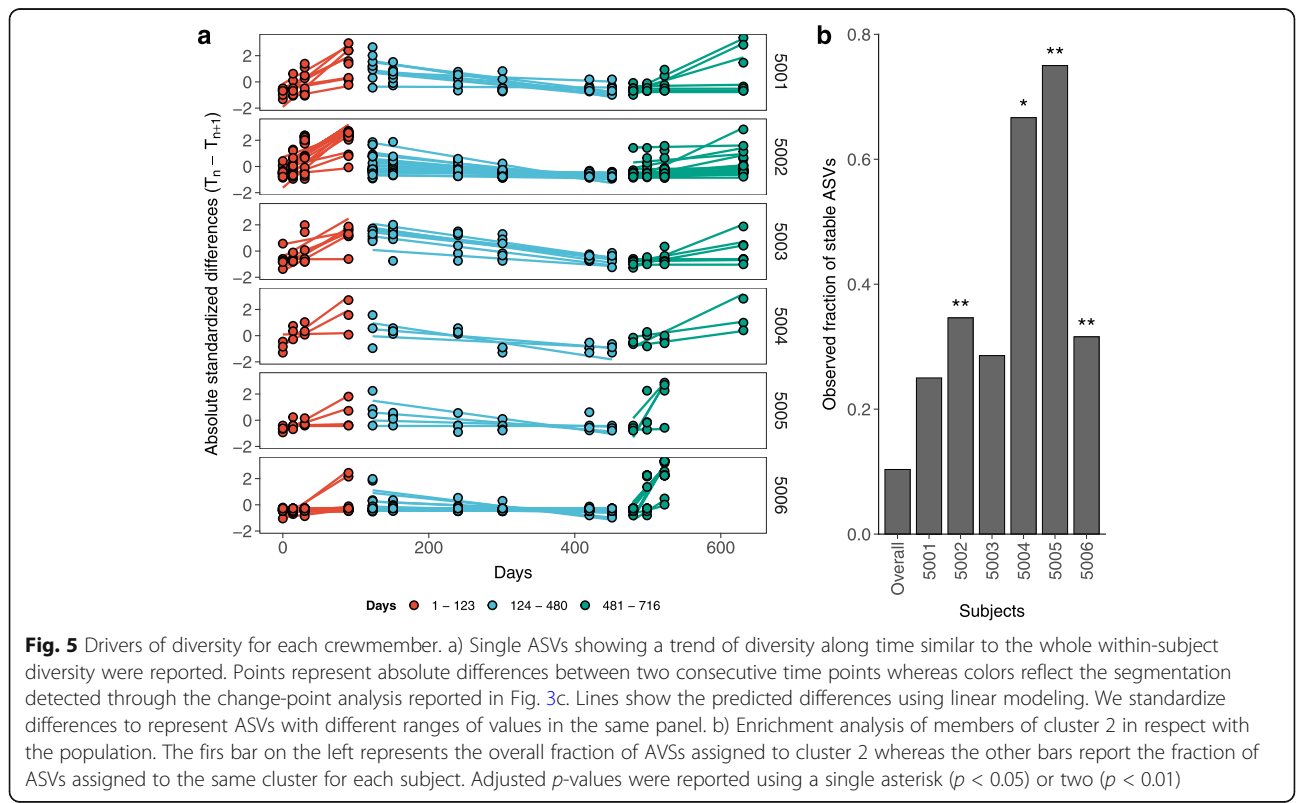 a
Absolute standardized differences (Tn − Tn+1)
2
0
−2
5001
2
0
−2
5002
2
0
−2
5003
2
0
−2
5004
2
0
−2
5005
2
0
−2
5006
0 200 400 600
Days
Days 1 − 123 124 − 480 481 − 716
b
Observed fraction of stable ASVs
0.8
0.6
0.4
0.2
0.0
** * ** **
Overall 5001 5002 5003 5004 5005 5006
Subjects
Fig. 5 Drivers of diversity for each crewmember. a) Single ASVs showing a trend of diversity along time similar to the whole within-subject
diversity were reported. Points represent absolute differences between two consecutive time points whereas colors reflect the segmentation
detected through the change-point analysis reported in Fig. 3c. Lines show the predicted differences using linear modeling. We standardize
differences to represent ASVs with different ranges of values in the same panel. b) Enrichment analysis of members of cluster 2 in respect with
the population. The firs bar on the left represents the overall fraction of AVSs assigned to cluster 2 whereas the other bars report the fraction of
ASVs assigned to the same cluster for each subject. Adjusted p-values were reported using a single asterisk (p < 0.05) or two (p < 0.01)